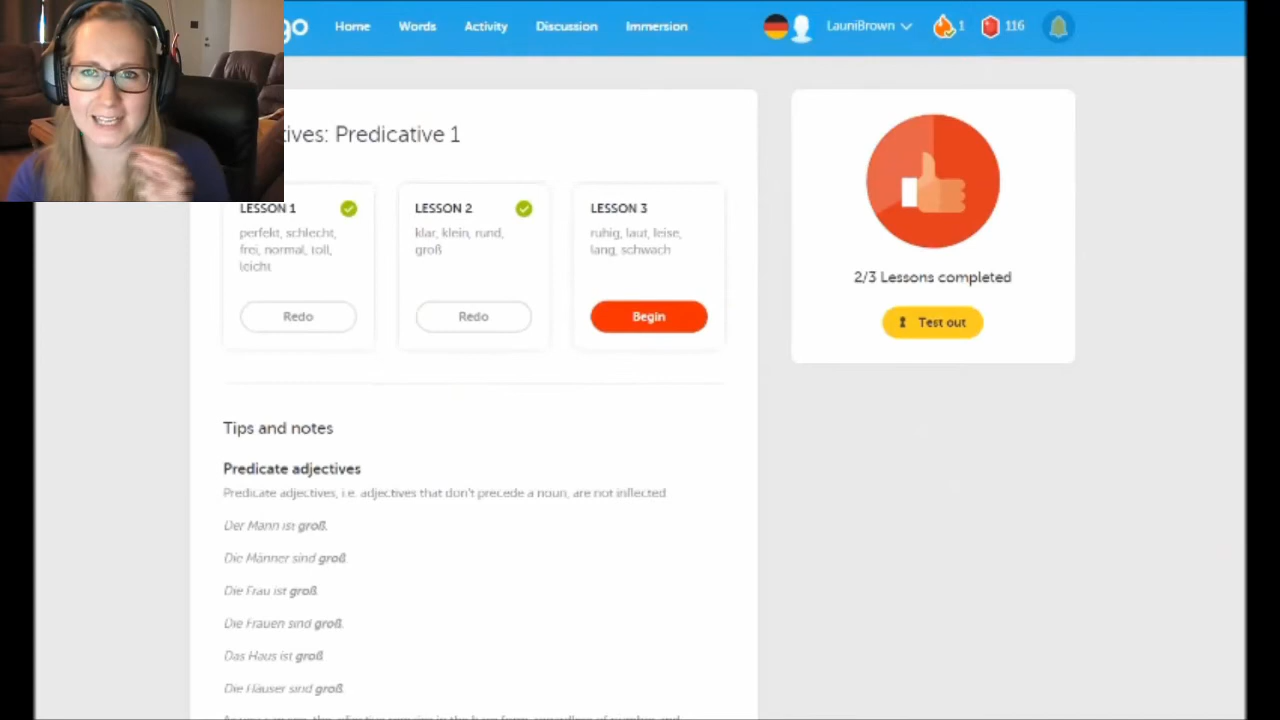 go Home Words Activity Discussion Immersion LauniBrown 1 116
tives: Predicative 1
LESSON 1
perfekt, schlecht,
frei, normal, toll,
leicht
Redo
LESSON 2
klar, klein, rund,
groß
Redo
LESSON 3
ruhig, laut, leise,
lang, schwach
Begin
2/3 Lessons completed
Test out
Tips and notes
Predicate adjectives
Predicate adjectives, i.e. adjectives that don't precede a noun, are not inflected
Der Mann ist groß.
Die Männer sind groß.
Die Frau ist groß.
Die Frauen sind groß.
Das Haus ist groß.
Die Häuser sind groß.